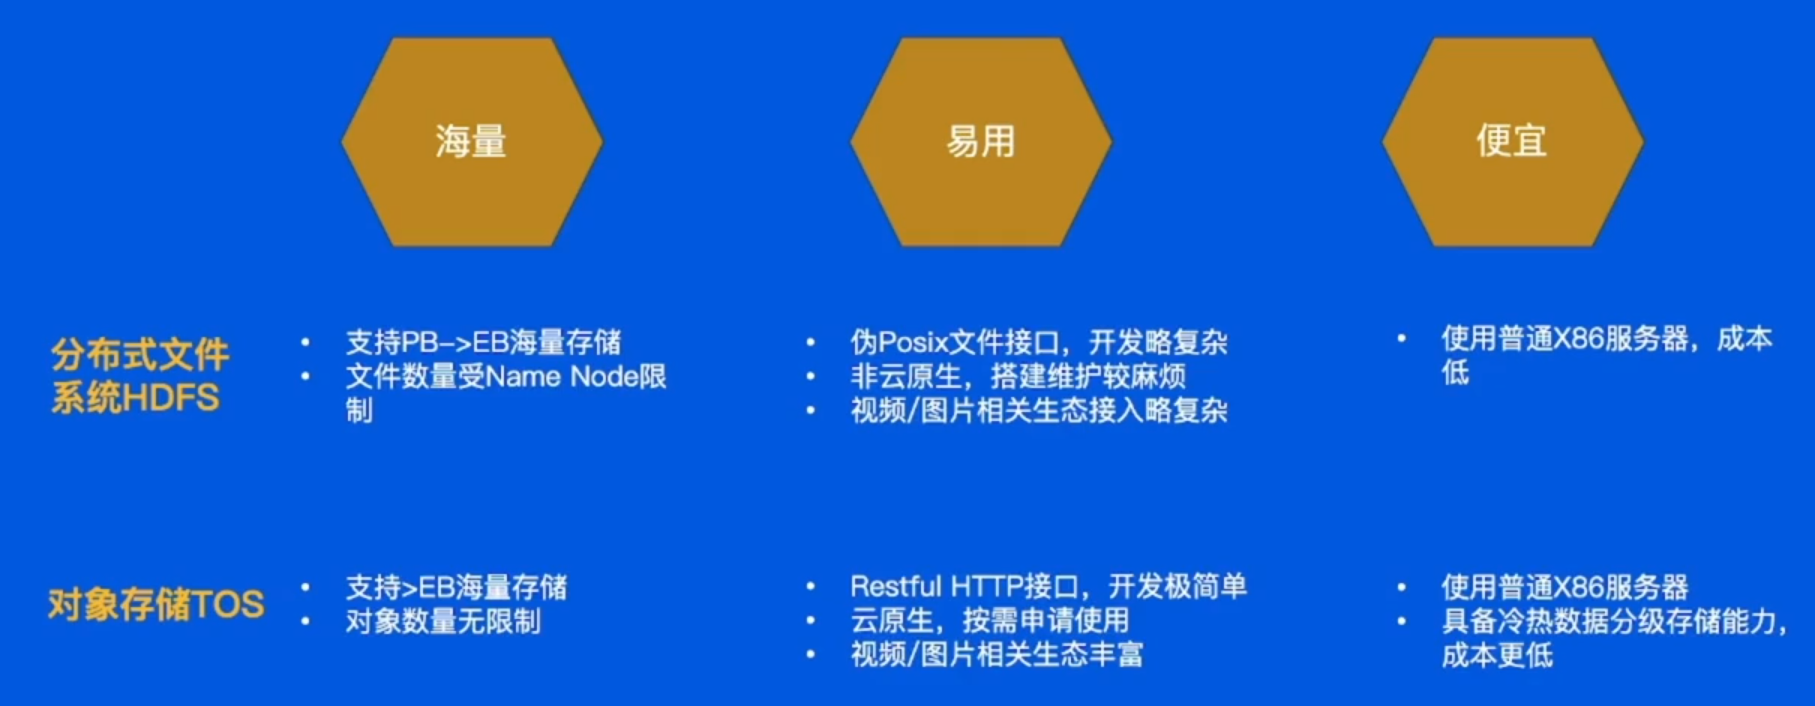 海量
易用
便宜
分布式文件
系统HDFS
• 支持PB->EB海量存储
• 文件数量受Name Node限
制
• 伪Posix文件接口，开发略复杂
• 非云原生，搭建维护较麻烦
• 视频/图片相关生态接入略复杂
• 使用普通X86服务器，成本
低
对象存储TOS
• 支持>EB海量存储
• 对象数量无限制
• Restful HTTP接口，开发极简单
• 云原生，按需申请使用
• 视频/图片相关生态丰富
• 使用普通X86服务器
• 具备冷热数据分级存储能力，
成本更低